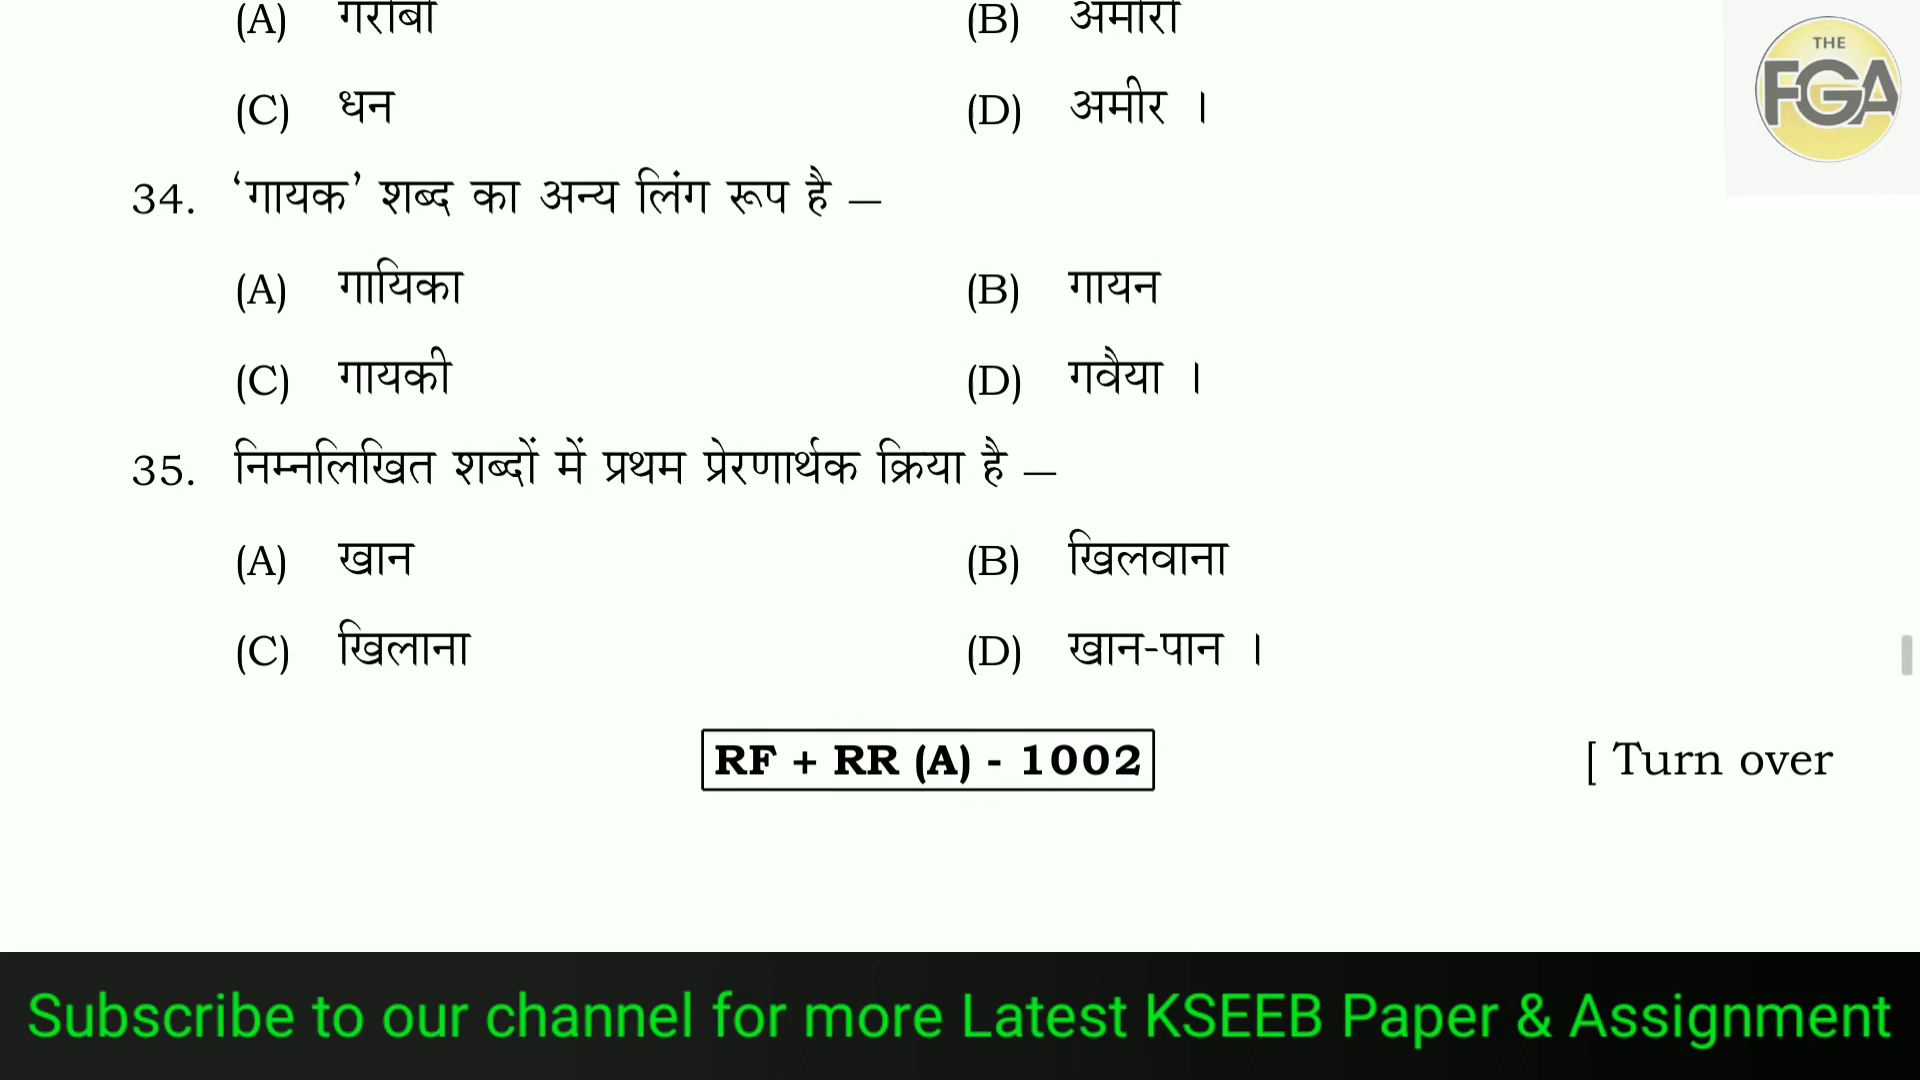 (A) गरीबी (B) अमीरी
THE
FGA
(C) धन (D) अमीर ।
34. ‘गायक’ शब्द का अन्य लिंग रूप है —
(A) गायिका (B) गायन
(C) गायकी (D) गवैया ।
35. निम्नलिखित शब्दों में प्रथम प्रेरणार्थक क्रिया है —
(A) खान (B) खिलवाना
(C) खिलाना (D) खान-पान ।
RF + RR (A) - 1002 [ Turn over
Subscribe to our channel for more Latest KSEEB Paper & Assignment